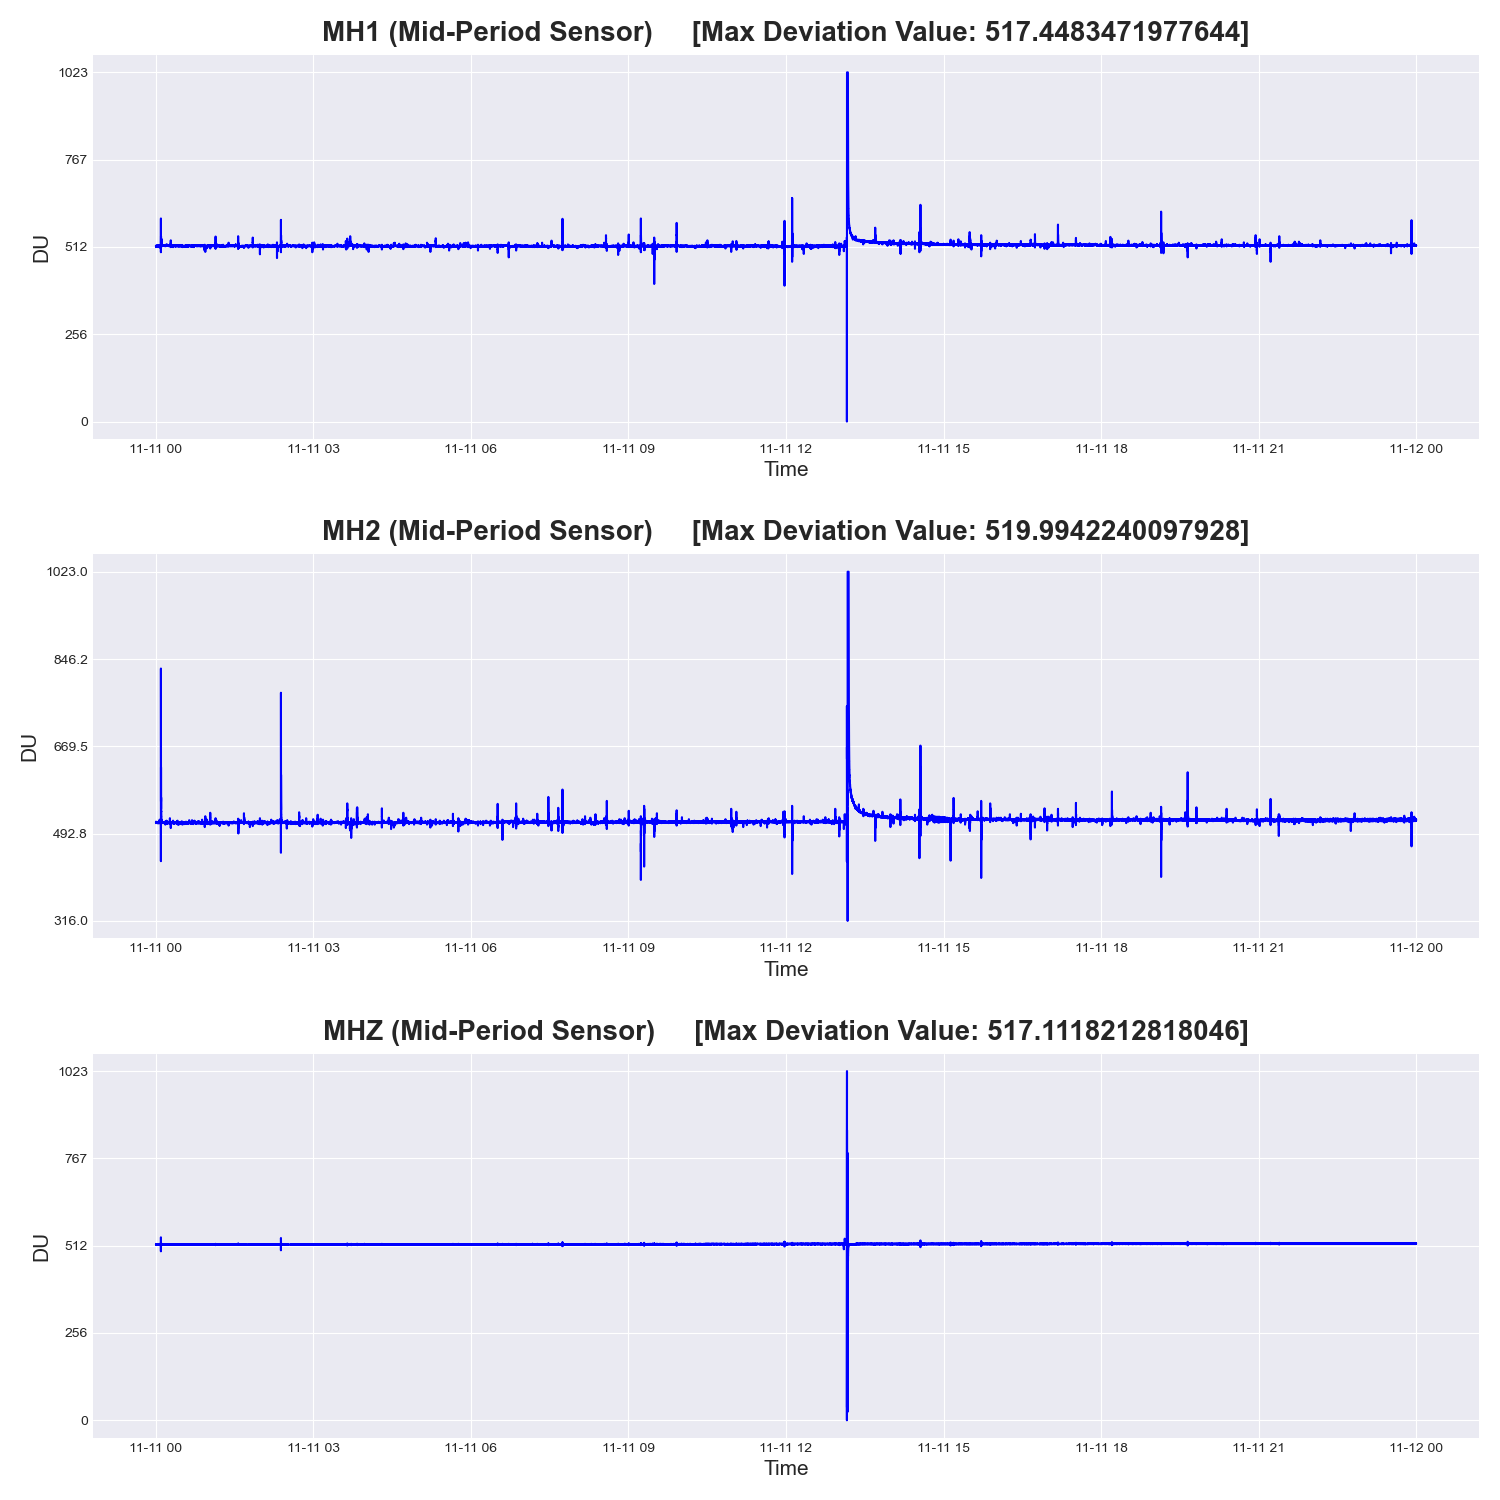 MH1 (Mid-Period Sensor) [Max Deviation Value: 517.4483471977644]
1023
767
512
256
0
DU
11-11 00 11-11 03 11-11 06 11-11 09 11-11 12 11-11 15 11-11 18 11-11 21 11-12 00
Time
MH2 (Mid-Period Sensor) [Max Deviation Value: 519.9942240097928]
1023.0
846.2
669.5
492.8
316.0
DU
11-11 00 11-11 03 11-11 06 11-11 09 11-11 12 11-11 15 11-11 18 11-11 21 11-12 00
Time
MHZ (Mid-Period Sensor) [Max Deviation Value: 517.1118212818046]
1023
767
512
256
0
DU
11-11 00 11-11 03 11-11 06 11-11 09 11-11 12 11-11 15 11-11 18 11-11 21 11-12 00
Time